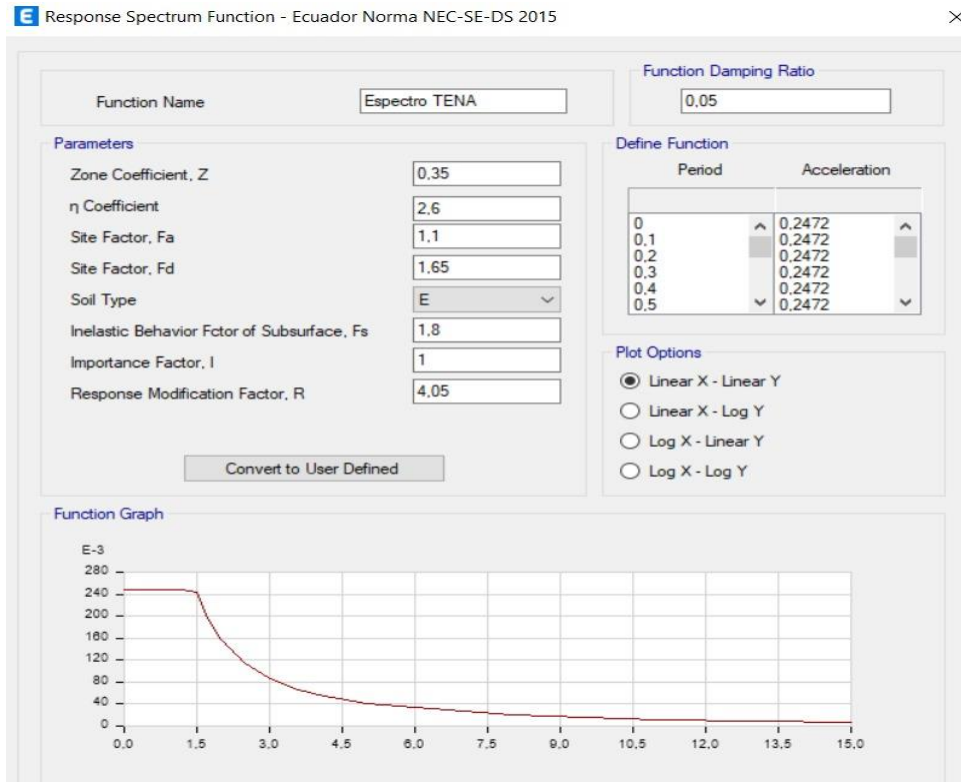 E Response Spectrum Function - Ecuador Norma NEC-SE-DS 2015
Function Name
Espectro TENA
Function Damping Ratio
0,05
Parameters
Zone Coefficient, Z
0,35
η Coefficient
2,6
Site Factor, Fa
1,1
Site Factor, Fd
1,65
Soil Type
E
Inelastic Behavior Fctor of Subsurface, Fs
1,8
Importance Factor, I
1
Response Modification Factor, R
4,05
Convert to User Defined
Define Function
Period Acceleration
0 0,2472
0,1 0,2472
0,2 0,2472
0,3 0,2472
0,4 0,2472
0,5 0,2472
Plot Options
Linear X - Linear Y
Linear X - Log Y
Log X - Linear Y
Log X - Log Y
Function Graph
E-3
280
240
200
160
120
80
40
0
0,0 1,5 3,0 4,5 6,0 7,5 9,0 10,5 12,0 13,5 15,0